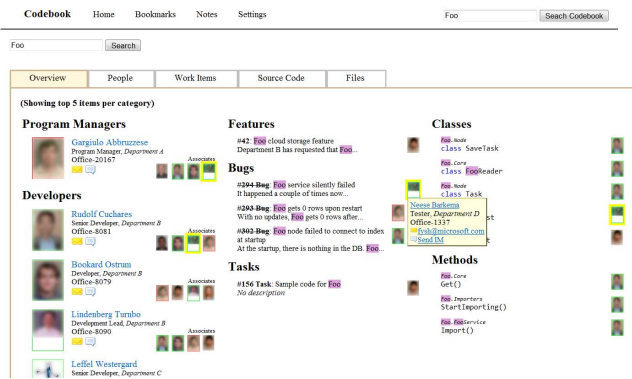 Codebook Home Bookmarks Notes Settings Foo Seach Codebook
Foo Search
Overview People Work Items Source Code Files
(Showing top 5 items per category)
Program Managers
Gargiulo Abbruzzese
Program Manager, Department A
Office-20167
Associates
Developers
Rudolf Cuchares
Senior Developer, Department B
Office-8081
Associates
Bookard Ostrum
Developer, Department B
Office-8079
Associates
Lindenberg Turnbo
Development Lead, Department B
Office-8090
Associates
Leffel Westergard
Senior Developer, Department C
Features
#42: Foo cloud storage feature
Department B has requested that Foo...
Bugs
#294 Bug: Foo service silently failed
It happened a couple of times now...
#293 Bug: Foo gets 0 rows upon restart
With no updates, Foo gets 0 rows after...
#302 Bug: Foo node failed to connect to index
at startup
At the startup, there is nothing in the DB. Foo...
Tasks
#156 Task: Sample code for Foo
No description
Classes
Foo.Node
class SaveTask
Foo.Core
class FooReader
Foo.Node
class Task
Neese Barkema
Tester, Department D
Office-1337
fysh@microsoft.com
Send IM
st
t
Methods
Foo.Core
Get()
Foo.Importers
StartImporting()
Foo.FooService
Import()